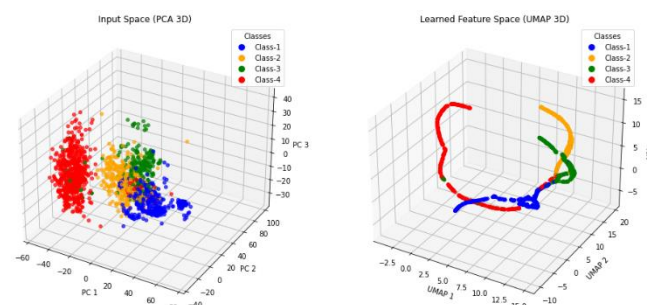 Input Space (PCA 3D)
Classes
Class-1
Class-2
Class-3
Class-4
40
30
20
10
0
−10
−20
−30
PC 3
100
80
60
40
20
0
−20
PC 2
−60
−40
−20
0
20
40
60
PC 1
Learned Feature Space (UMAP 3D)
Classes
Class-1
Class-2
Class-3
Class-4
15
10
5
0
−5
20
15
10
5
0
−5
−10
UMAP 2
−2.5
0.0
2.5
5.0
7.5
10.0
12.5
UMAP 1